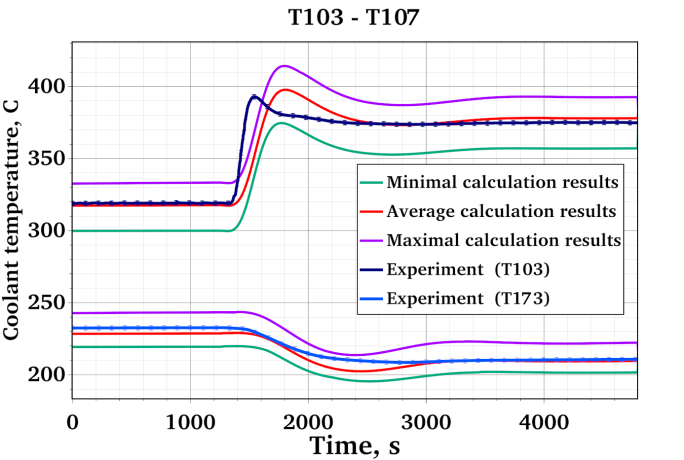 T103 - T107
Coolant temperature, C
400
350
300
250
200
Minimal calculation results
Average calculation results
Maximal calculation results
Experiment (T103)
Experiment (T173)
0 1000 2000 3000 4000
Time, s